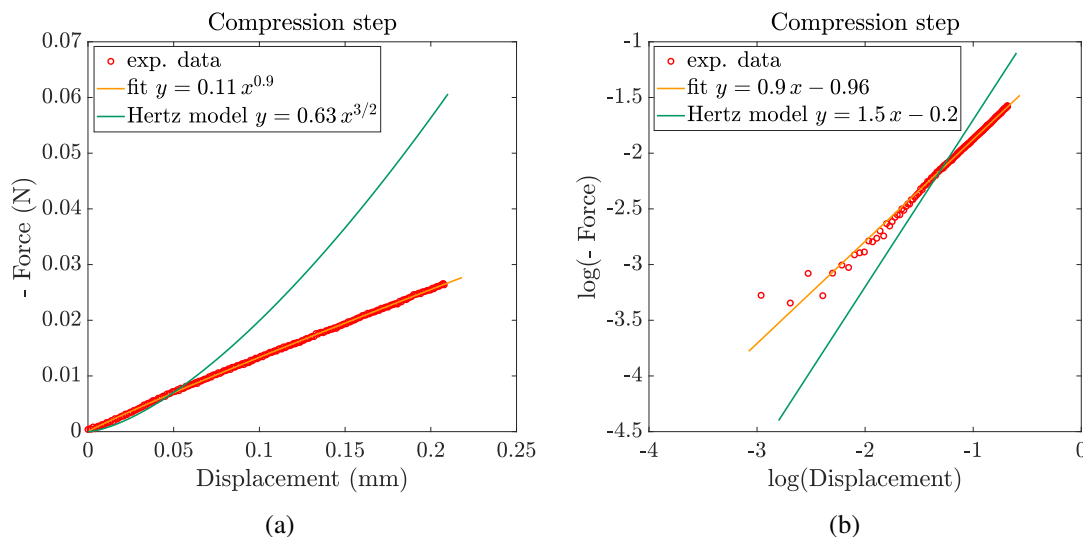 Compression step
0.07
0.06
0.05
0.04
0.03
0.02
0.01
0
- Force (N)
exp. data
fit y = 0.11 x^0.9
Hertz model y = 0.63 x^3/2
0 0.05 0.1 0.15 0.2 0.25
Displacement (mm)
(a)
Compression step
-1
-1.5
-2
-2.5
-3
-3.5
-4
-4.5
log(- Force)
exp. data
fit y = 0.9 x − 0.96
Hertz model y = 1.5 x − 0.2
-4 -3 -2 -1 0
log(Displacement)
(b)